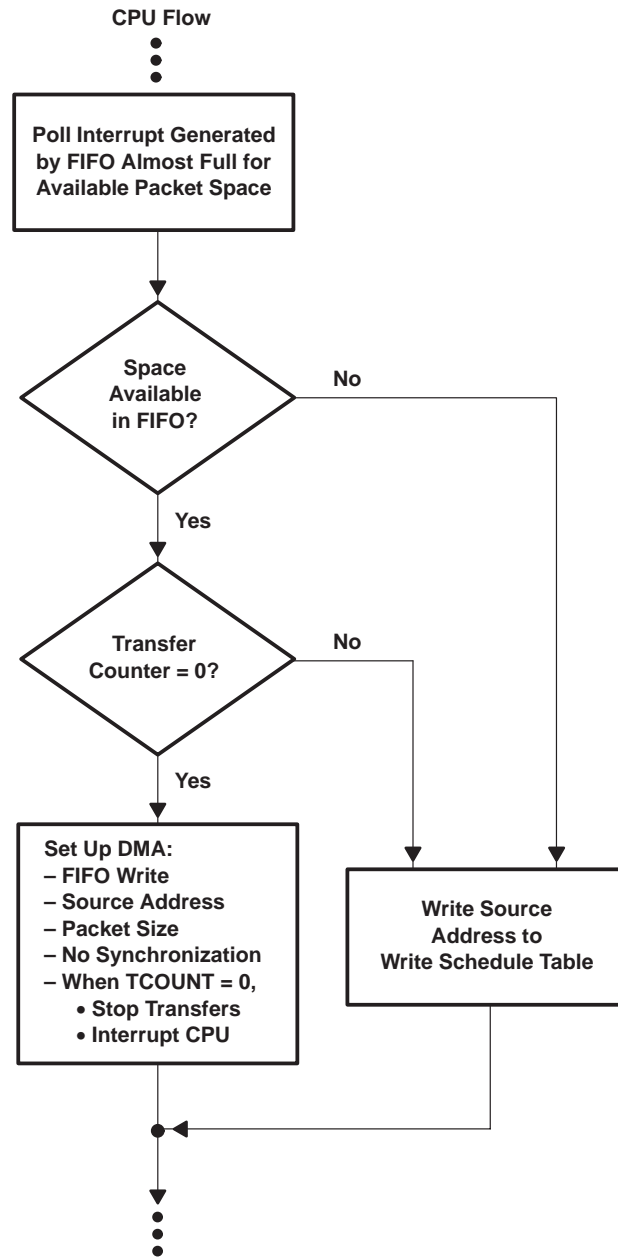 CPU Flow
Poll Interrupt Generated
by FIFO Almost Full for
Available Packet Space
Space
Available
in FIFO?
No
Yes
Transfer
Counter = 0?
No
Yes
Set Up DMA:
– FIFO Write
– Source Address
– Packet Size
– No Synchronization
– When TCOUNT = 0,
• Stop Transfers
• Interrupt CPU
Write Source
Address to
Write Schedule Table